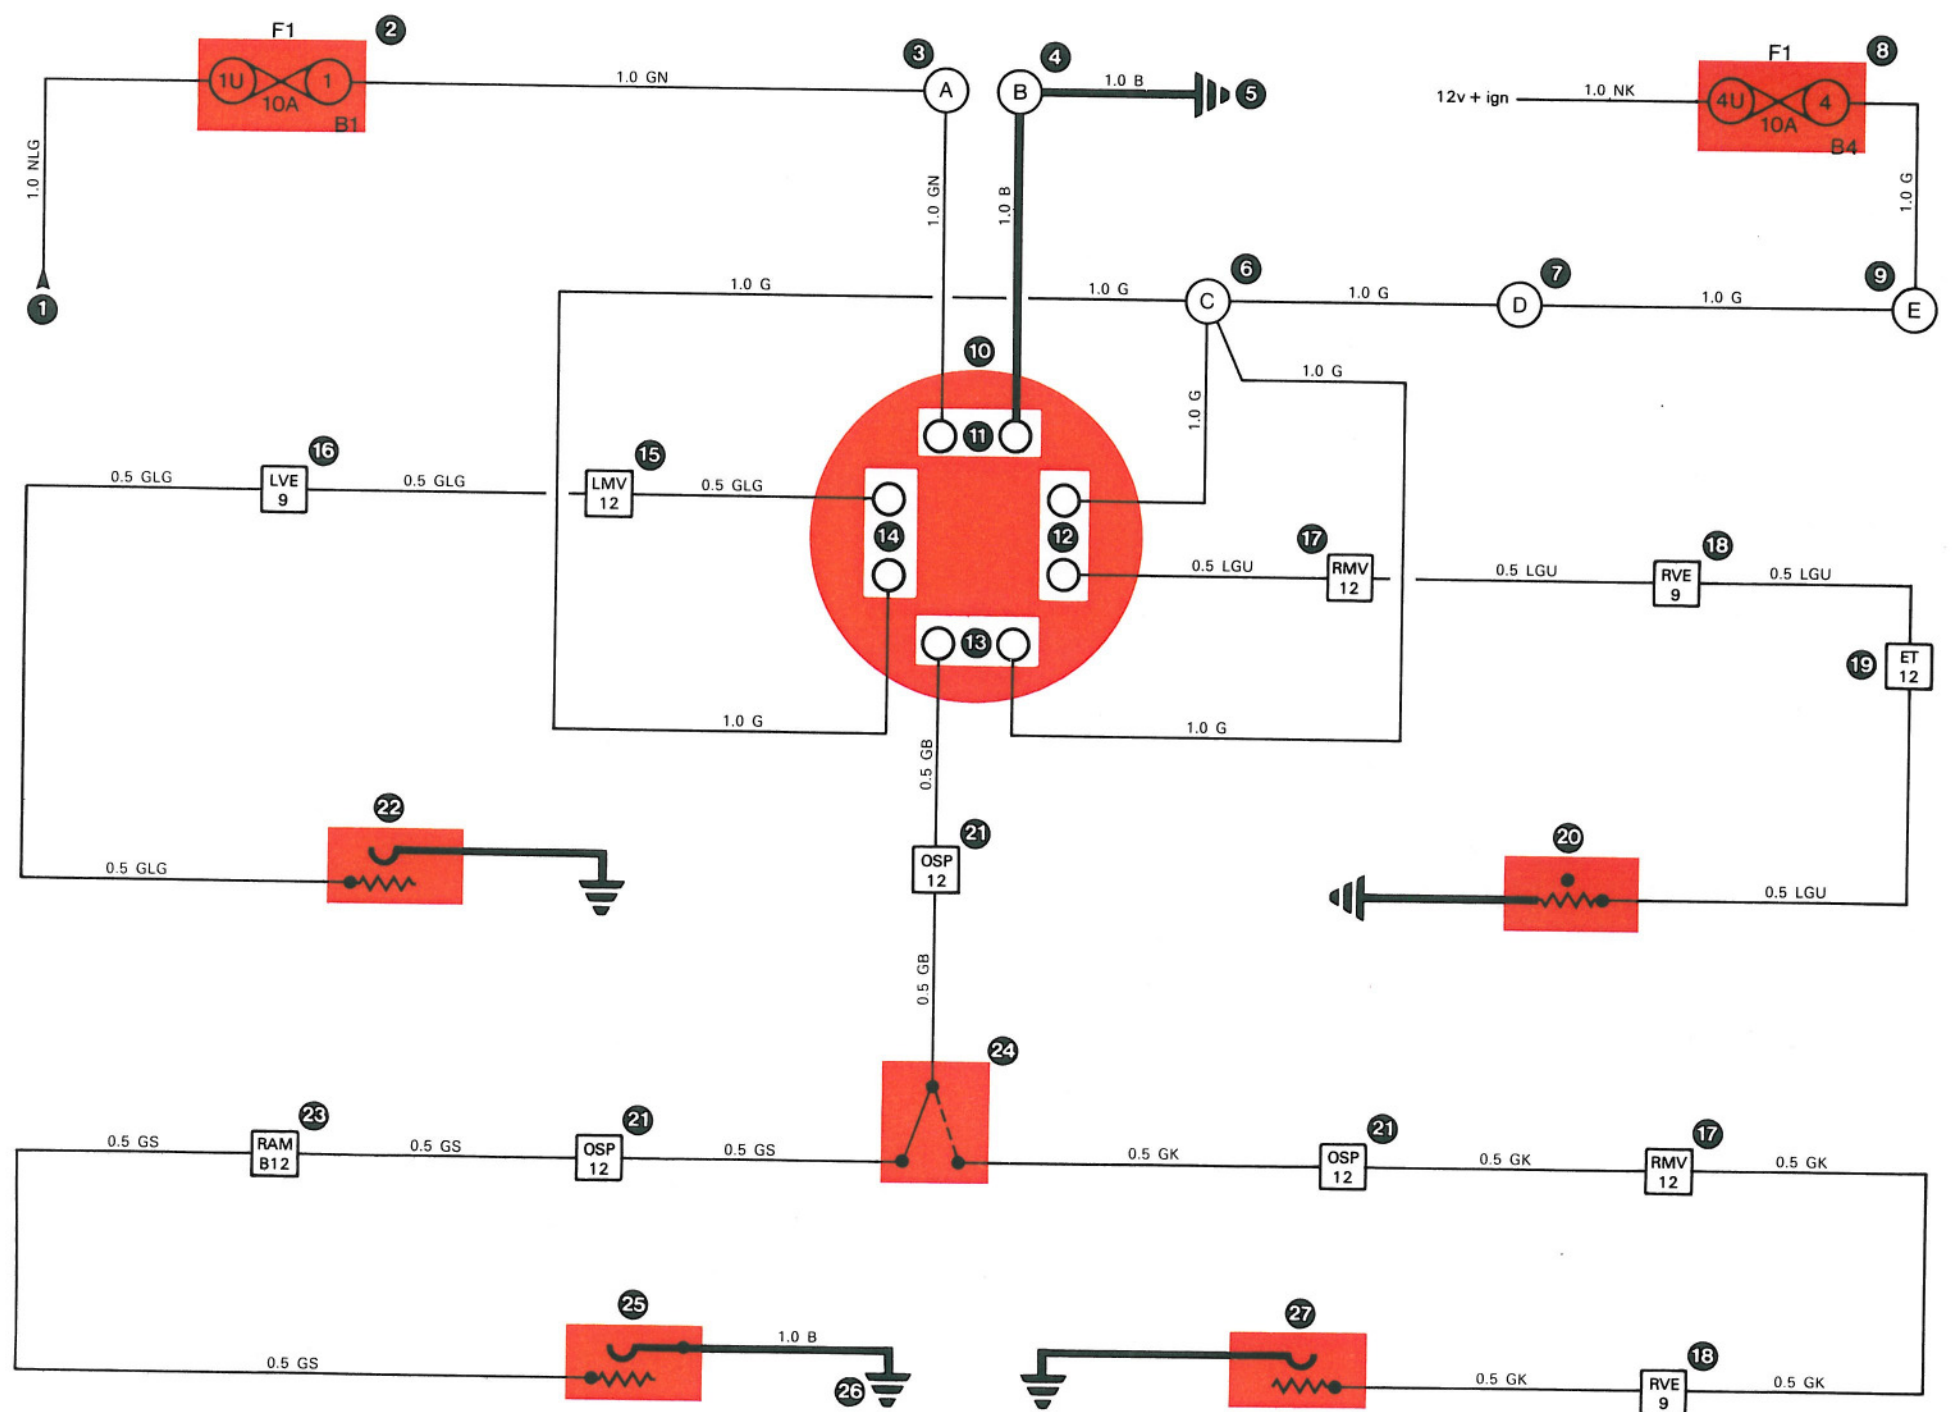 F1
2
1U
1
10A
B1
1.0 GN
3
A
4
B
1.0 B
5
12v + ign
1.0 NK
F1
8
4U
4
10A
B4
1.0 NLG
1
1.0 GN
1.0 B
1.0 G
1.0 G
1.0 G
6
C
1.0 G
7
D
1.0 G
9
E
10
1.0 G
1.0 G
11
16
LVE
9
0.5 GLG
0.5 GLG
15
LMV
12
0.5 GLG
14
12
17
RMV
12
0.5 LGU
0.5 LGU
18
RVE
9
0.5 LGU
13
19
ET
12
1.0 G
1.0 G
0.5 GB
22
0.5 GLG
21
OSP
12
20
0.5 LGU
0.5 GB
24
0.5 GS
23
RAM
B12
0.5 GS
21
OSP
12
0.5 GS
0.5 GK
21
OSP
12
0.5 GK
17
RMV
12
0.5 GK
25
1.0 B
26
0.5 GS
27
0.5 GK
18
RVE
9
0.5 GK